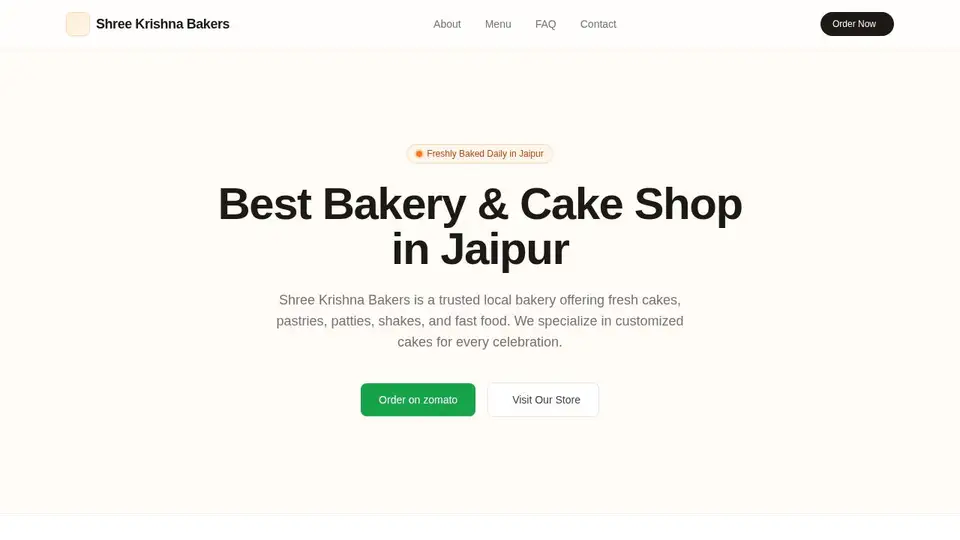 Shree Krishna Bakers
About
Menu
FAQ
Contact
Order Now
Freshly Baked Daily in Jaipur
Best Bakery & Cake Shop
in Jaipur
Shree Krishna Bakers is a trusted local bakery offering fresh cakes,
pastries, patties, shakes, and fast food. We specialize in customized
cakes for every celebration.
Order on zomato
Visit Our Store